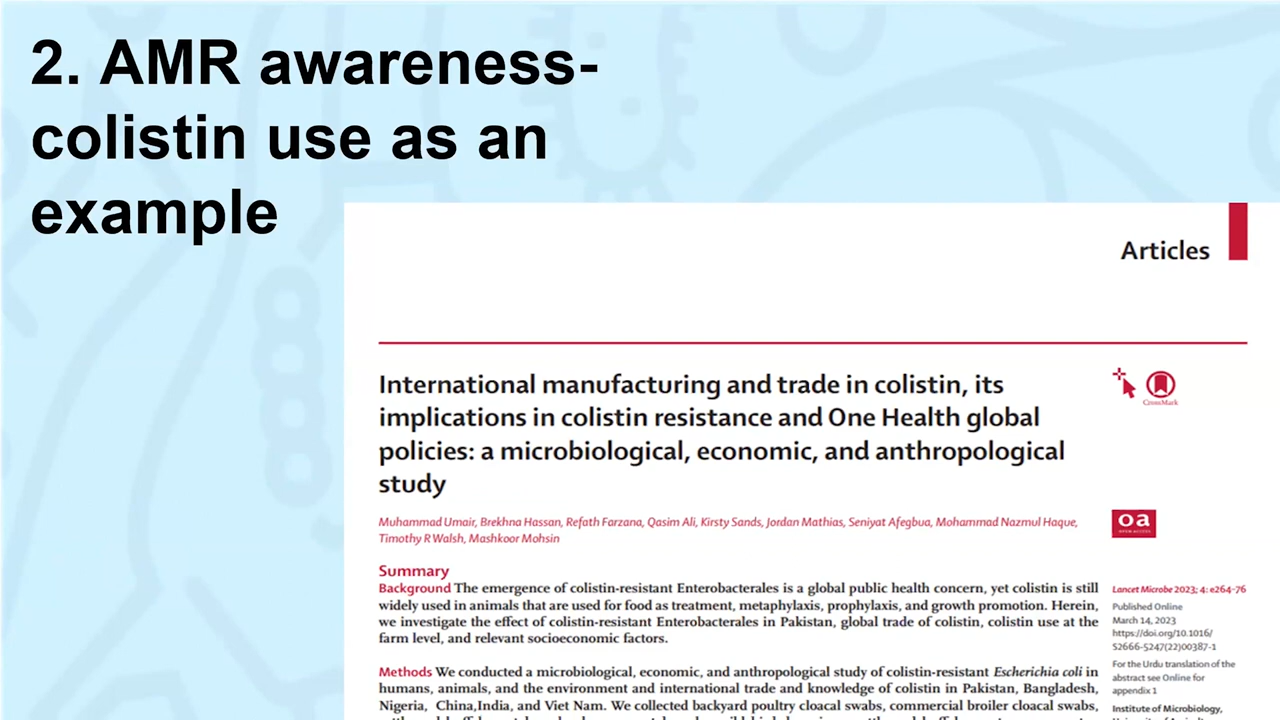 2. AMR awareness-
colistin use as an
example
Articles
International manufacturing and trade in colistin, its
implications in colistin resistance and One Health global
policies: a microbiological, economic, and anthropological
study
CrossMark
Muhammad Umair, Brekhna Hassan, Refath Farzana, Qasim Ali, Kirsty Sands, Jordan Mathias, Seniyat Afegbua, Mohammad Nazmul Haque,
Timothy R Walsh, Mashkoor Mohsin
oa
OPEN ACCESS
Summary
Background The emergence of colistin-resistant Enterobacterales is a global public health concern, yet colistin is still
widely used in animals that are used for food as treatment, metaphylaxis, prophylaxis, and growth promotion. Herein,
we investigate the effect of colistin-resistant Enterobacterales in Pakistan, global trade of colistin, colistin use at the
farm level, and relevant socioeconomic factors.
Methods We conducted a microbiological, economic, and anthropological study of colistin-resistant Escherichia coli in
humans, animals, and the environment and international trade and knowledge of colistin in Pakistan, Bangladesh,
Nigeria, China,India, and Viet Nam. We collected backyard poultry cloacal swabs, commercial broiler cloacal swabs,
Lancet Microbe 2023; 4: e264–76
Published Online
March 14, 2023
https://doi.org/10.1016/
S2666-5247(22)00387-1
For the Urdu translation of the
abstract see Online for
appendix 1
Institute of Microbiology,